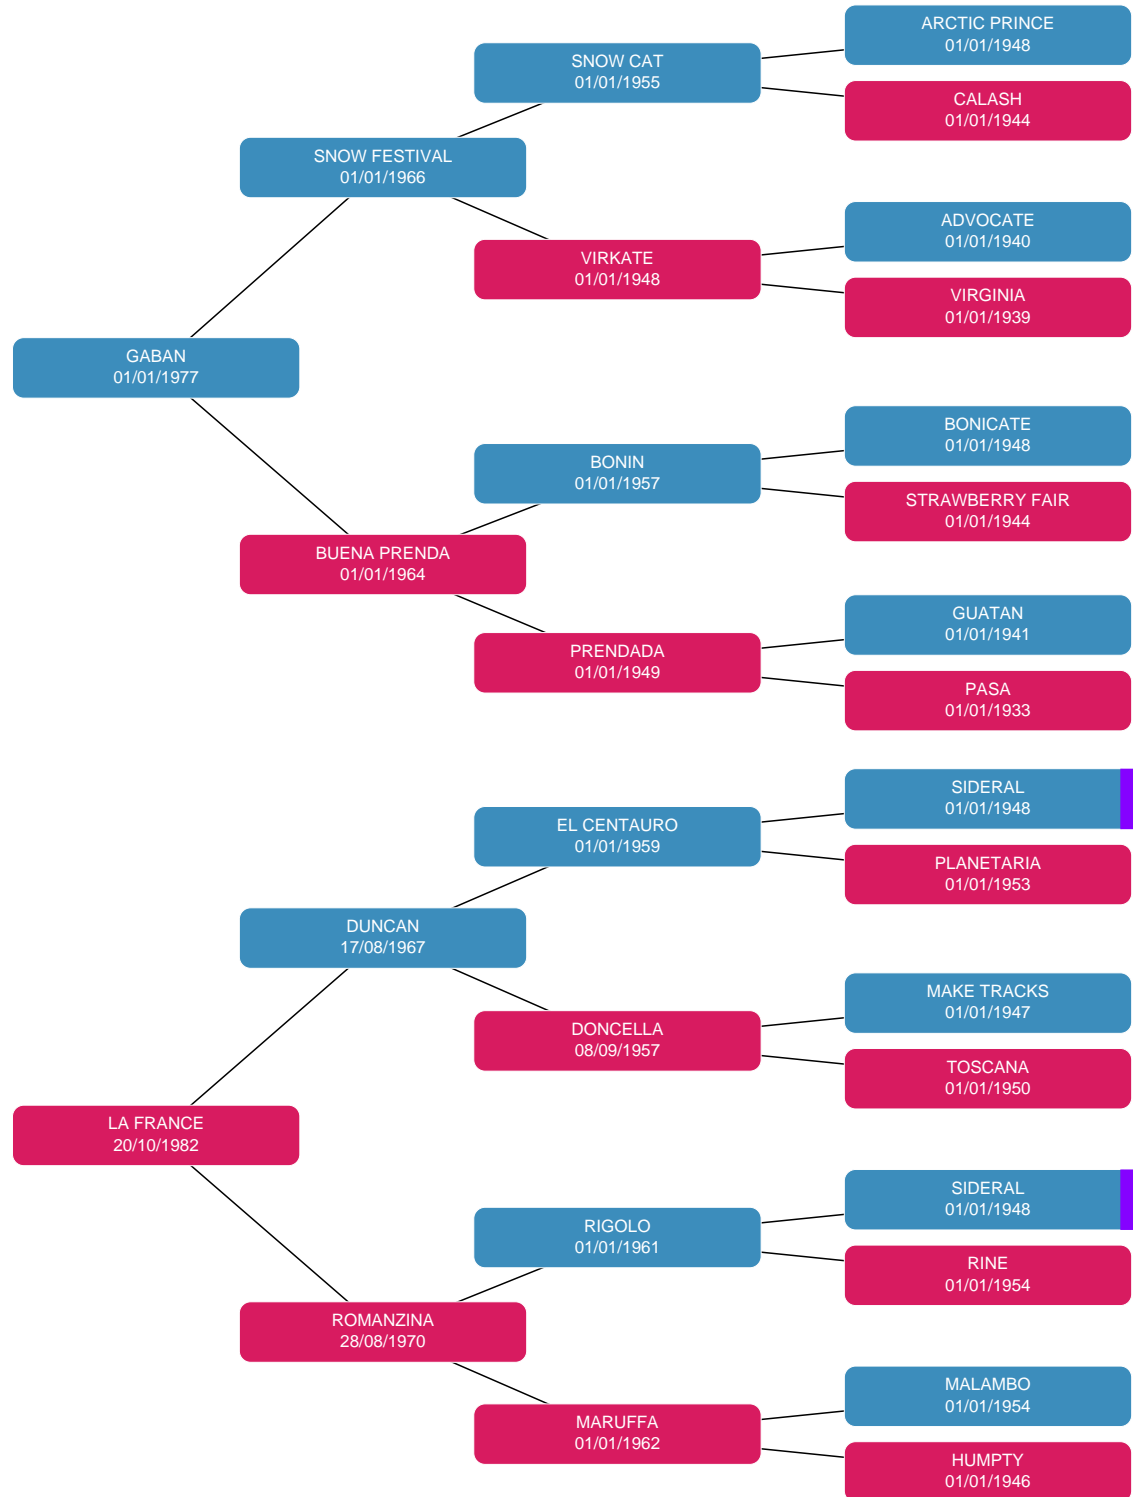 ARCTIC PRINCE
01/01/1948
SNOW CAT
01/01/1955
CALASH
01/01/1944
SNOW FESTIVAL
01/01/1966
ADVOCATE
01/01/1940
VIRKATE
01/01/1948
VIRGINIA
01/01/1939
GABAN
01/01/1977
BONICATE
01/01/1948
BONIN
01/01/1957
STRAWBERRY FAIR
01/01/1944
BUENA PRENDA
01/01/1964
GUATAN
01/01/1941
PRENDADA
01/01/1949
PASA
01/01/1933
SIDERAL
01/01/1948
EL CENTAURO
01/01/1959
PLANETARIA
01/01/1953
DUNCAN
17/08/1967
MAKE TRACKS
01/01/1947
DONCELLA
08/09/1957
TOSCANA
01/01/1950
LA FRANCE
20/10/1982
SIDERAL
01/01/1948
RIGOLO
01/01/1961
RINE
01/01/1954
ROMANZINA
28/08/1970
MALAMBO
01/01/1954
MARUFFA
01/01/1962
HUMPTY
01/01/1946